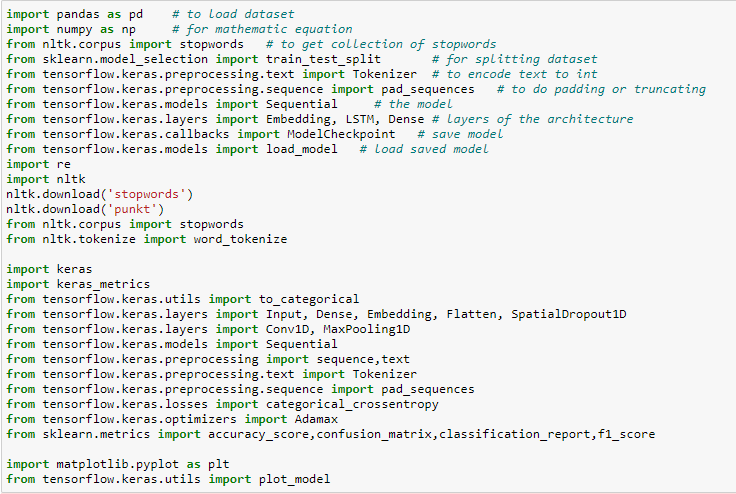 import pandas as pd    # to load dataset
import numpy as np     # for mathematic equation
from nltk.corpus import stopwords   # to get collection of stopwords
from sklearn.model_selection import train_test_split       # for splitting dataset
from tensorflow.keras.preprocessing.text import Tokenizer  # to encode text to int
from tensorflow.keras.preprocessing.sequence import pad_sequences   # to do padding or truncating
from tensorflow.keras.models import Sequential     # the model
from tensorflow.keras.layers import Embedding, LSTM, Dense # layers of the architecture
from tensorflow.keras.callbacks import ModelCheckpoint   # save model
from tensorflow.keras.models import load_model   # load saved model
import re
import nltk
nltk.download('stopwords')
nltk.download('punkt')
from nltk.corpus import stopwords
from nltk.tokenize import word_tokenize

import keras
import keras_metrics
from tensorflow.keras.utils import to_categorical
from tensorflow.keras.layers import Input, Dense, Embedding, Flatten, SpatialDropout1D
from tensorflow.keras.layers import Conv1D, MaxPooling1D
from tensorflow.keras.models import Sequential
from tensorflow.keras.preprocessing import sequence,text
from tensorflow.keras.preprocessing.text import Tokenizer
from tensorflow.keras.preprocessing.sequence import pad_sequences
from tensorflow.keras.losses import categorical_crossentropy
from tensorflow.keras.optimizers import Adamax
from sklearn.metrics import accuracy_score,confusion_matrix,classification_report,f1_score

import matplotlib.pyplot as plt
from tensorflow.keras.utils import plot_model